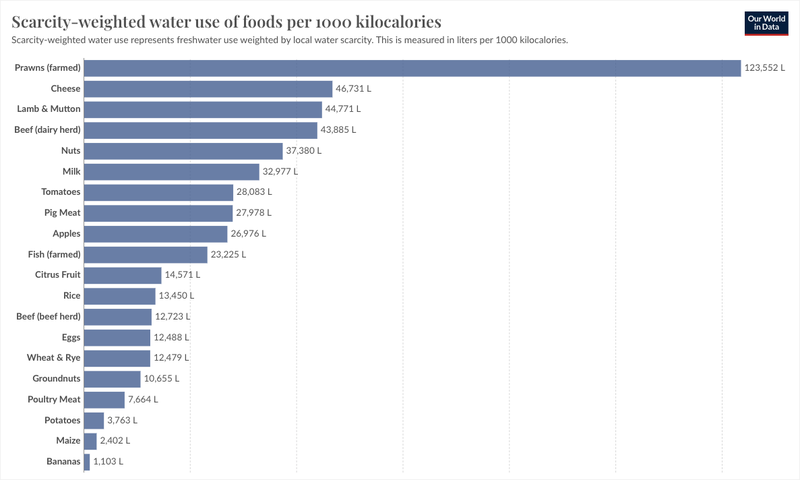 Scarcity-weighted water use of foods per 1000 kilocalories
Our World
in Data
Scarcity-weighted water use represents freshwater use weighted by local water scarcity. This is measured in liters per 1000 kilocalories.
Prawns (farmed) 123,552 L
Cheese 46,731 L
Lamb & Mutton 44,771 L
Beef (dairy herd) 43,885 L
Nuts 37,380 L
Milk 32,977 L
Tomatoes 28,083 L
Pig Meat 27,978 L
Apples 26,976 L
Fish (farmed) 23,225 L
Citrus Fruit 14,571 L
Rice 13,450 L
Beef (beef herd) 12,723 L
Eggs 12,488 L
Wheat & Rye 12,479 L
Groundnuts 10,655 L
Poultry Meat 7,664 L
Potatoes 3,763 L
Maize 2,402 L
Bananas 1,103 L